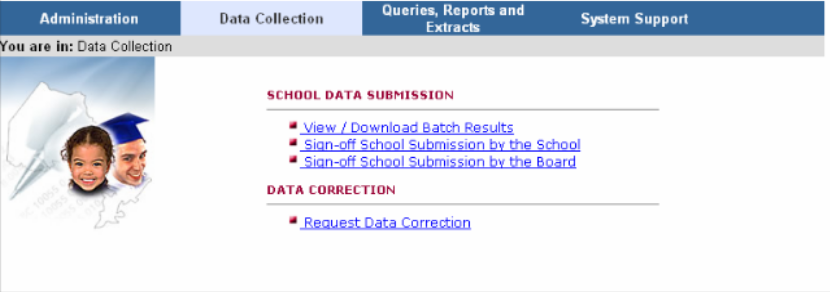 Administration
Data Collection
Queries, Reports and
Extracts
System Support
You are in: Data Collection
SCHOOL DATA SUBMISSION
View / Download Batch Results
Sign-off School Submission by the School
Sign-off School Submission by the Board
DATA CORRECTION
Request Data Correction